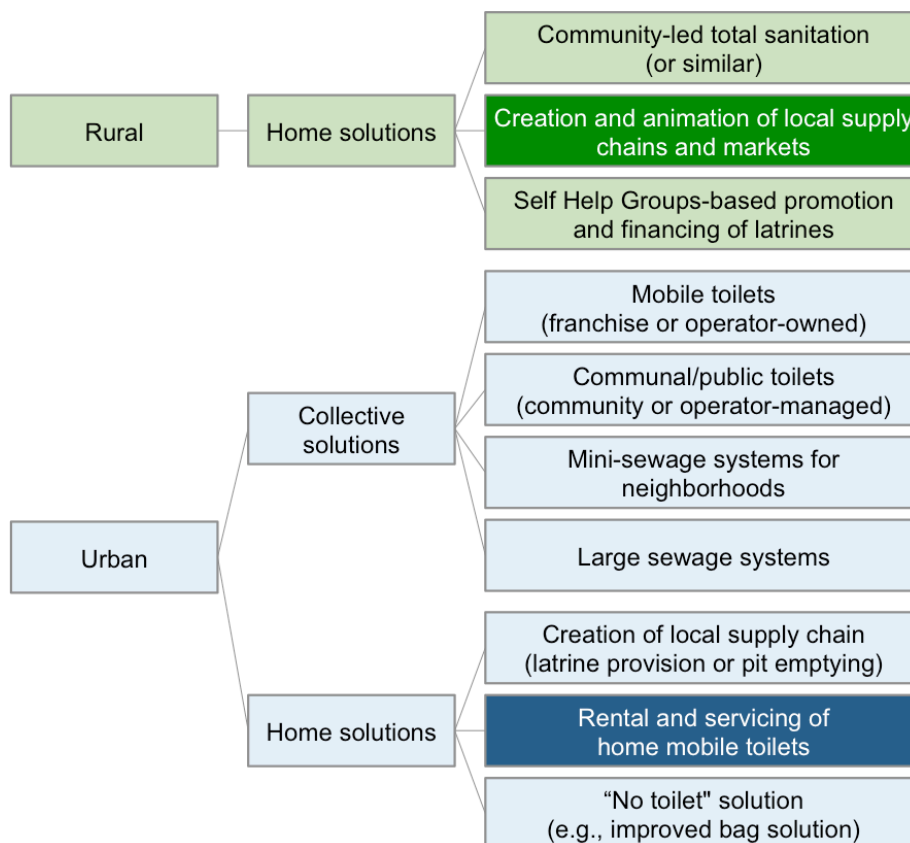 Community-led total sanitation
(or similar)
Rural
Home solutions
Creation and animation of local supply
chains and markets
Self Help Groups-based promotion
and financing of latrines
Mobile toilets
(franchise or operator-owned)
Communal/public toilets
(community or operator-managed)
Collective
solutions
Mini-sewage systems for
neighborhoods
Urban
Large sewage systems
Creation of local supply chain
(latrine provision or pit emptying)
Home solutions
Rental and servicing of
home mobile toilets
“No toilet" solution
(e.g., improved bag solution)